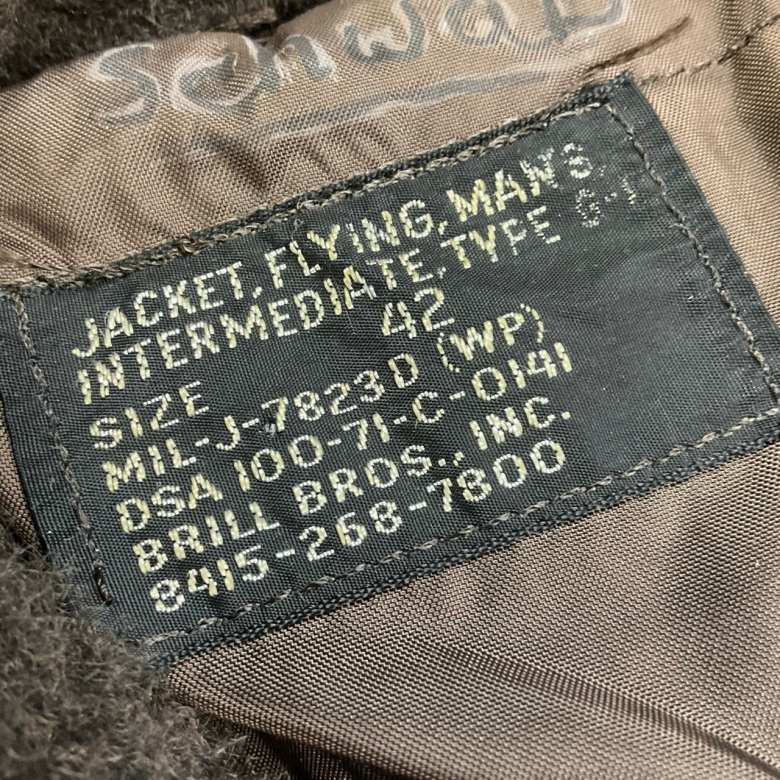 Schwab
JACKET, FLYING, MAN'S
INTERMEDIATE, TYPE G-1
SIZE 42
MIL-J-7823D (WP)
DSA 100-71-C-0141
BRILL BROS., INC.
8415-268-7800